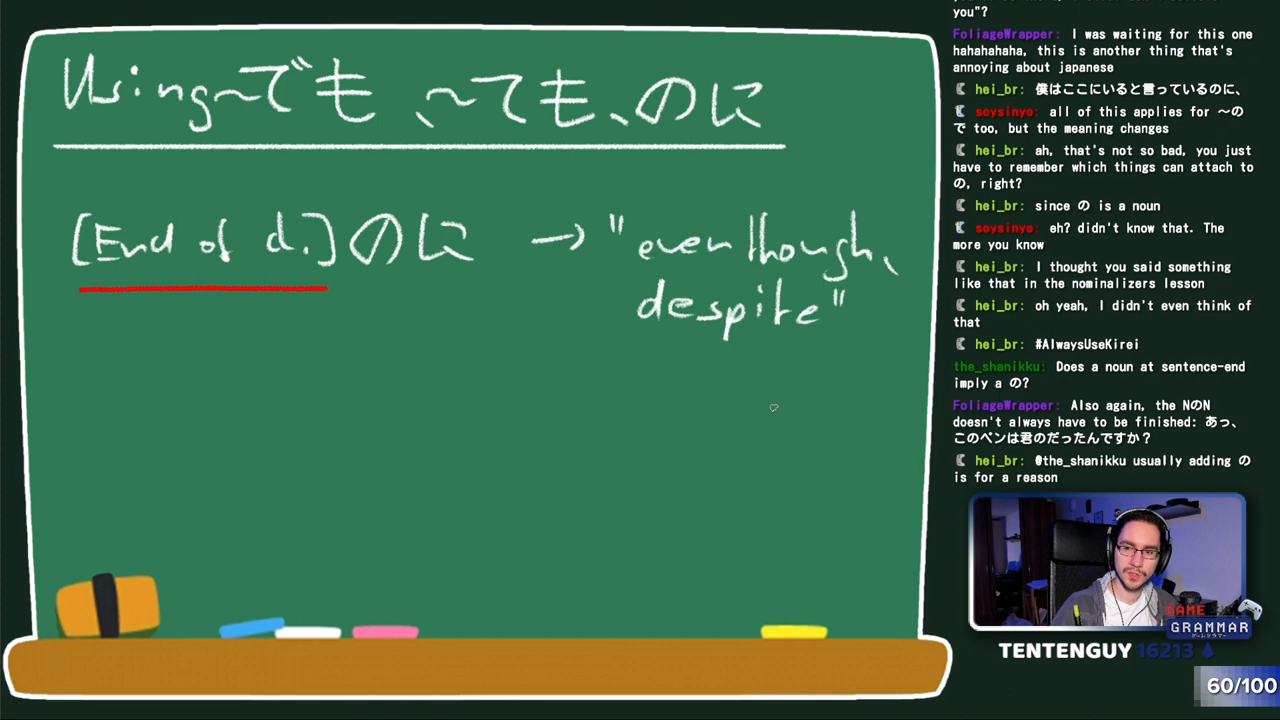 Using～でも、～ても、のに
[End of d.]のに → "even though、
despite"
you"?
FoliageWrapper: I was waiting for this one
hahahahaha, this is another thing that's
annoying about japanese
hei_br: 僕はここにいると言っているのに、
soysinyo: all of this applies for ～の
で too, but the meaning changes
hei_br: ah, that's not so bad, you just
have to remember which things can attach to
の, right?
hei_br: since の is a noun
soysinyo: eh? didn't know that. The
more you know
hei_br: I thought you said something
like that in the nominalizers lesson
hei_br: oh yeah, I didn't even think of
that
hei_br: #AlwaysUseKirei
the_shanikku: Does a noun at sentence-end
imply a の?
FoliageWrapper: Also again, the NのN
doesn't always have to be finished: あっ、
このペンは君のだったんですか？
hei_br: @the_shanikku usually adding の
is for a reason
GAME
GRAMMAR
ゲームグラマー
TENTENGUY 16213
60/100